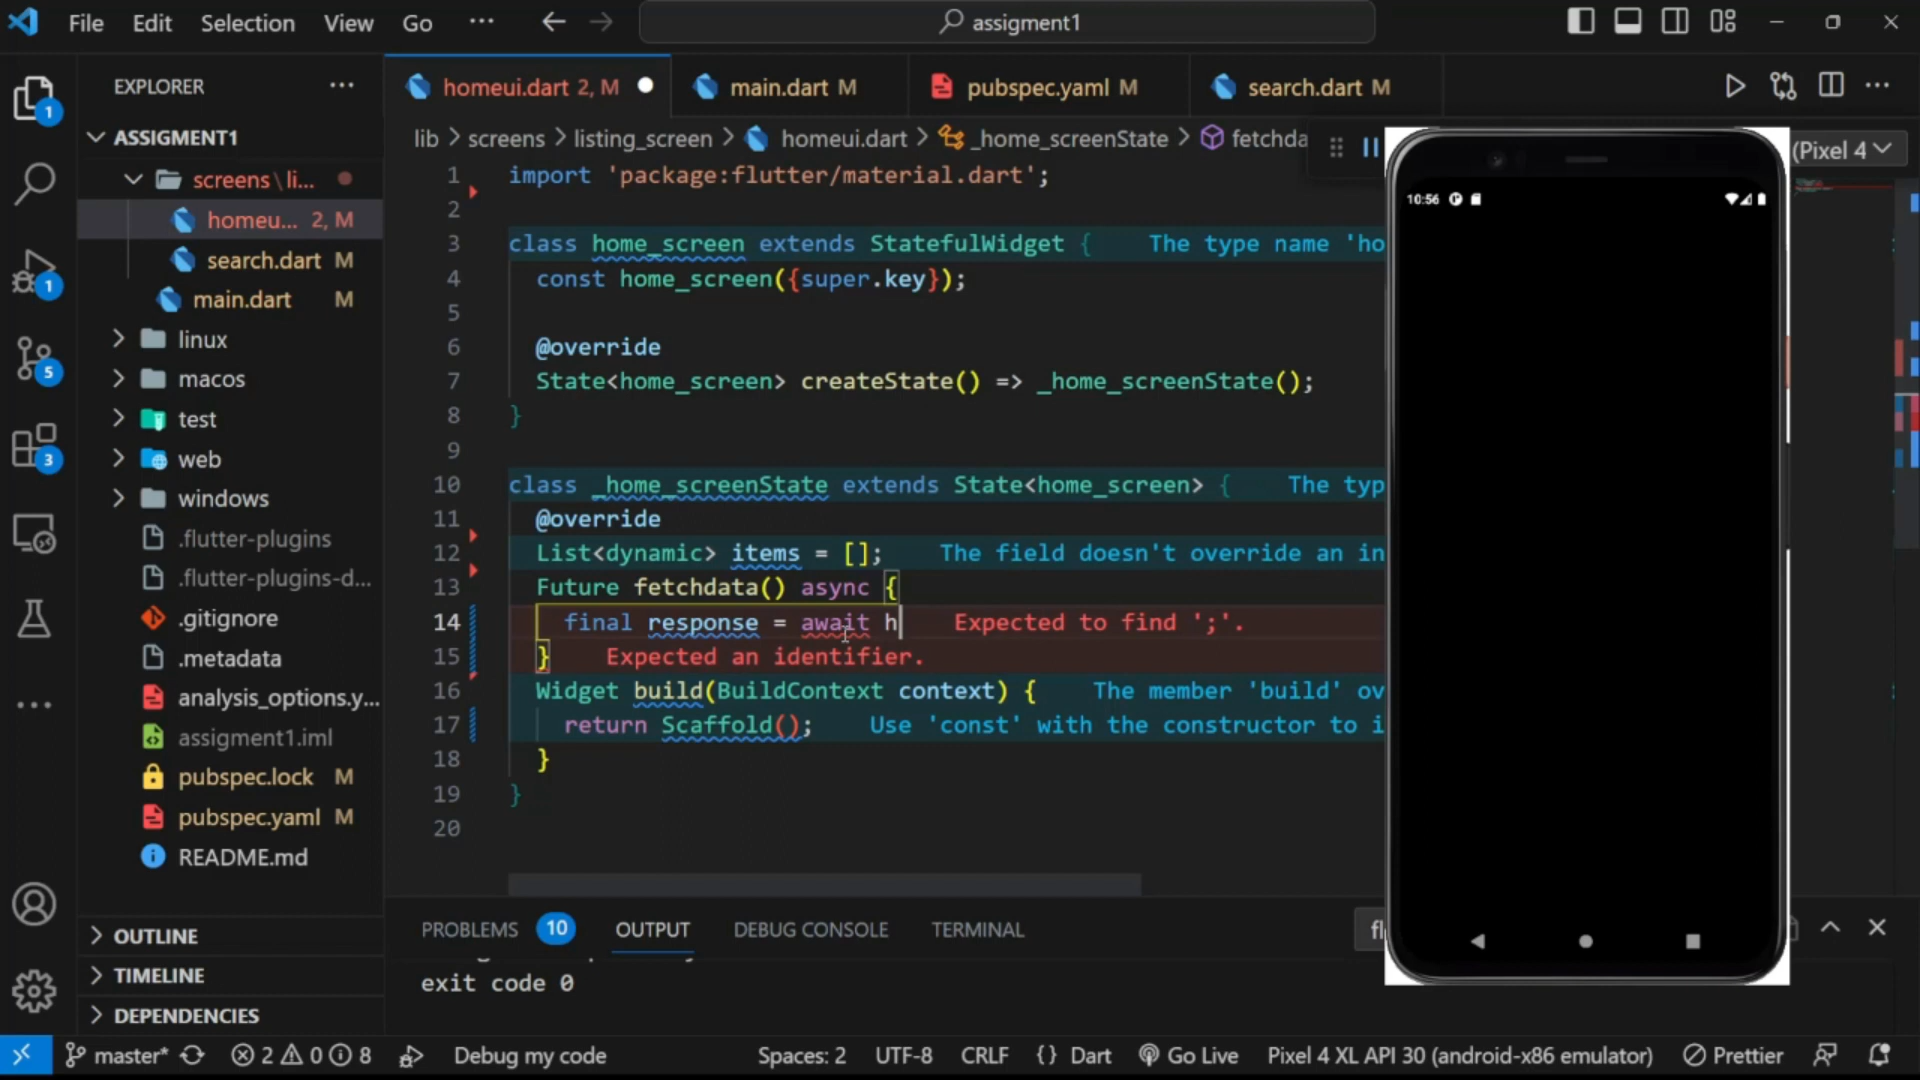 File Edit Selection View Go ··· assigment1
EXPLORER ···
ASSIGMENT1
screens\li...
homeu... 2, M
search.dart M
main.dart M
linux
macos
test
web
windows
.flutter-plugins
.flutter-plugins-d...
.gitignore
.metadata
analysis_options.y...
assigment1.iml
pubspec.lock M
pubspec.yaml M
README.md
OUTLINE
TIMELINE
DEPENDENCIES
1
1
5
3
homeui.dart 2, M main.dart M pubspec.yaml M search.dart M
lib > screens > listing_screen > homeui.dart > _home_screenState > fetchda
(Pixel 4
1 import 'package:flutter/material.dart';
2
3 class home_screen extends StatefulWidget { The type name 'ho
4 const home_screen({super.key});
5
6 @override
7 State<home_screen> createState() => _home_screenState();
8 }
9
10 class _home_screenState extends State<home_screen> { The typ
11 @override
12 List<dynamic> items = []; The field doesn't override an in
13 Future fetchdata() async {
14 final response = await h Expected to find ';'.
15 } Expected an identifier.
16 Widget build(BuildContext context) { The member 'build' ov
17 return Scaffold(); Use 'const' with the constructor to i
18 }
19 }
20
10:56
PROBLEMS 10 OUTPUT DEBUG CONSOLE TERMINAL fl
exit code 0
master* 2 0 8 Debug my code Spaces: 2 UTF-8 CRLF {} Dart Go Live Pixel 4 XL API 30 (android-x86 emulator) Prettier